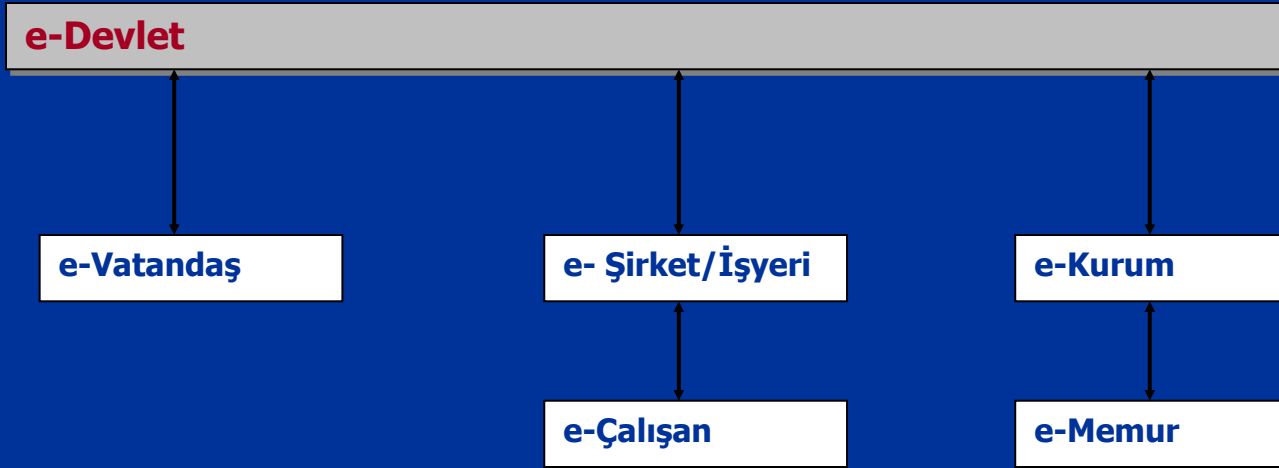 e-Devlet
e-Vatandaş
e- Şirket/İşyeri
e-Kurum
e-Çalışan
e-Memur